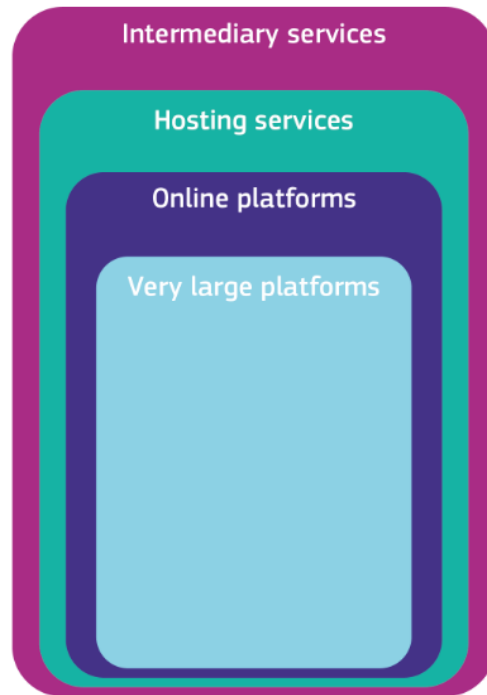 Intermediary services
Hosting services
Online platforms
Very large platforms